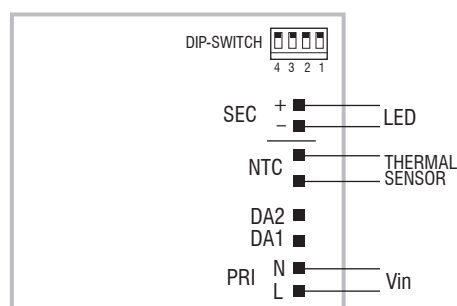 DIP-SWITCH
4 3 2 1
SEC + LED
−
NTC THERMAL
SENSOR
DA2
DA1
PRI N Vin
L